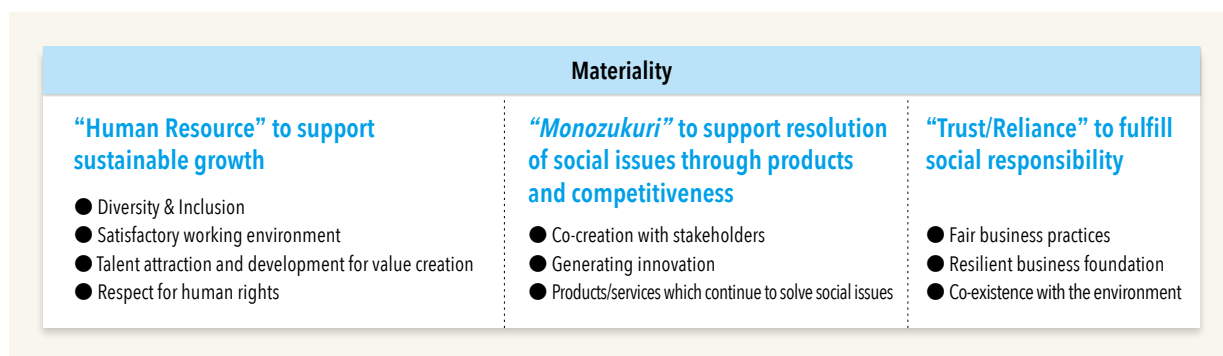 Materiality
“Human Resource” to support
sustainable growth
● Diversity & Inclusion
● Satisfactory working environment
● Talent attraction and development for value creation
● Respect for human rights
“Monozukuri” to support resolution
of social issues through products
and competitiveness
● Co-creation with stakeholders
● Generating innovation
● Products/services which continue to solve social issues
“Trust/Reliance” to fulfill
social responsibility
● Fair business practices
● Resilient business foundation
● Co-existence with the environment